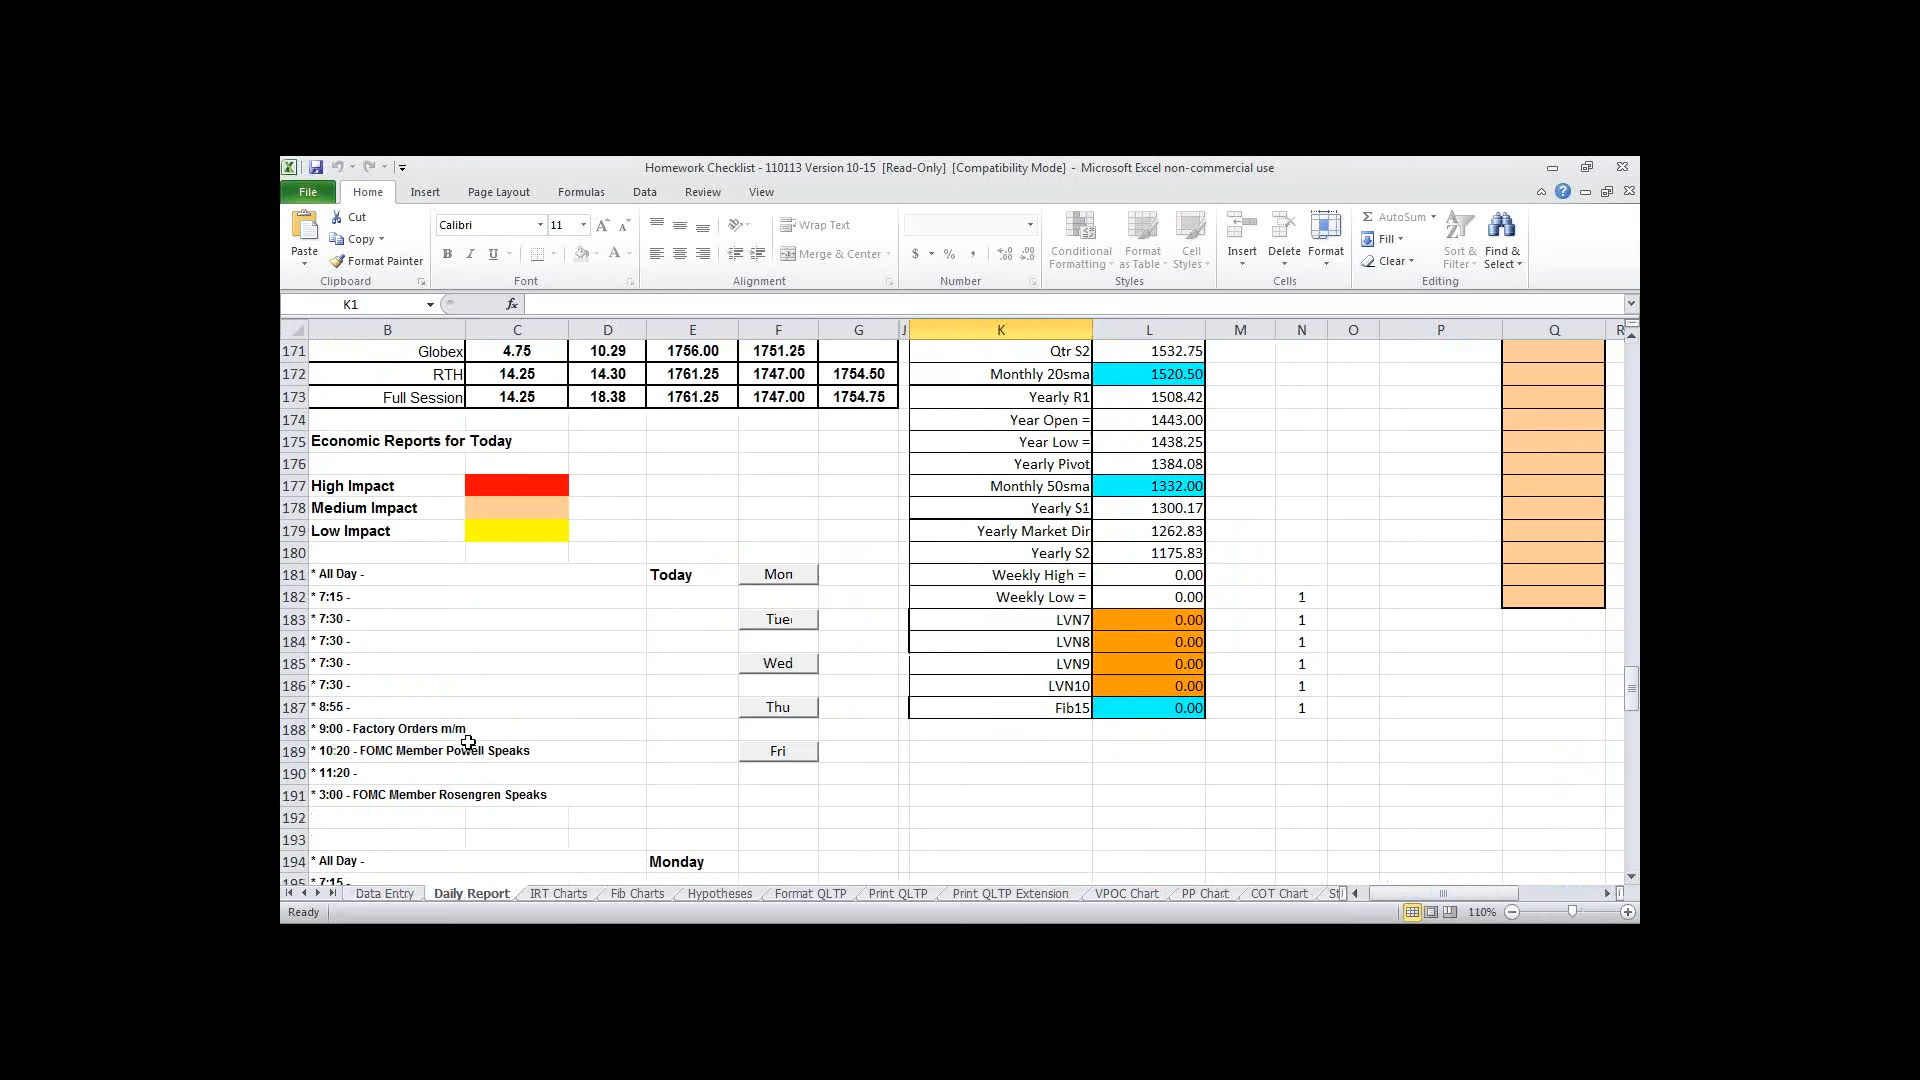 Homework Checklist - 110113 Version 10-15 [Read-Only] [Compatibility Mode] - Microsoft Excel non-commercial use
File Home Insert Page Layout Formulas Data Review View
Paste Cut Copy Format Painter Clipboard
Calibri 11 B I U A Font
Wrap Text Merge & Center Alignment
$ % , Number
Conditional Formatting Format as Table Cell Styles Styles
Insert Delete Format Cells
Σ AutoSum Fill Clear Sort & Filter Find & Select Editing
K1 fx
B C D E F G J K L M N O P Q R
171 Globex 4.75 10.29 1756.00 1751.25 Qtr S2 1532.75
172 RTH 14.25 14.30 1761.25 1747.00 1754.50 Monthly 20sma 1520.50
173 Full Session 14.25 18.38 1761.25 1747.00 1754.75 Yearly R1 1508.42
174 Year Open = 1443.00
175 Economic Reports for Today Year Low = 1438.25
176 Yearly Pivot 1384.08
177 High Impact Monthly 50sma 1332.00
178 Medium Impact Yearly S1 1300.17
179 Low Impact Yearly Market Dir 1262.83
180 Yearly S2 1175.83
181 * All Day - Today Mon Weekly High = 0.00
182 * 7:15 - Weekly Low = 0.00 1
183 * 7:30 - Tue LVN7 0.00 1
184 * 7:30 - LVN8 0.00 1
185 * 7:30 - Wed LVN9 0.00 1
186 * 7:30 - LVN10 0.00 1
187 * 8:55 - Thu Fib15 0.00 1
188 * 9:00 - Factory Orders m/m
189 * 10:20 - FOMC Member Powell Speaks Fri
190 * 11:20 -
191 * 3:00 - FOMC Member Rosengren Speaks
192
193
194 * All Day - Monday
195 * 7:15 -
Data Entry Daily Report IRT Charts Fib Charts Hypotheses Format QLTP Print QLTP Print QLTP Extension VPOC Chart PP Chart COT Chart
Ready 110%